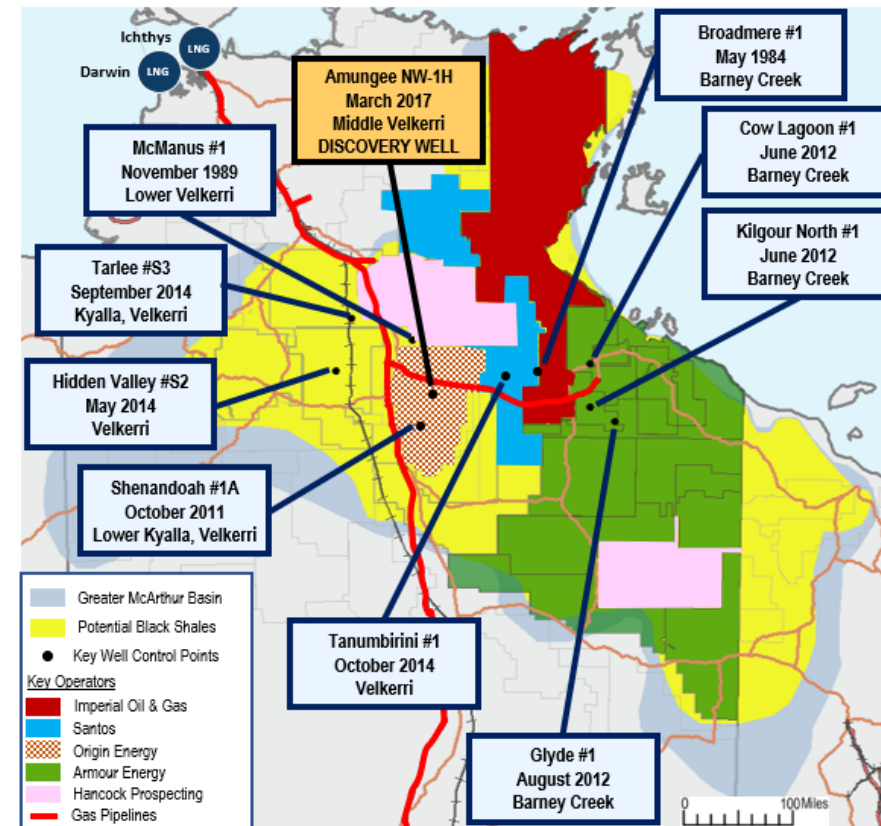 Ichthys
LNG
Darwin
LNG
Amungee NW-1H
March 2017
Middle Velkerri
DISCOVERY WELL
Broadmere #1
May 1984
Barney Creek
McManus #1
November 1989
Lower Velkerri
Cow Lagoon #1
June 2012
Barney Creek
Kilgour North #1
June 2012
Barney Creek
Tarlee #S3
September 2014
Kyalla, Velkerri
Hidden Valley #S2
May 2014
Velkerri
Shenandoah #1A
October 2011
Lower Kyalla, Velkerri
Tanumbirini #1
October 2014
Velkerri
Glyde #1
August 2012
Barney Creek
Greater McArthur Basin
Potential Black Shales
Key Well Control Points
Key Operators
Imperial Oil & Gas
Santos
Origin Energy
Armour Energy
Hancock Prospecting
Gas Pipelines
0 100Miles